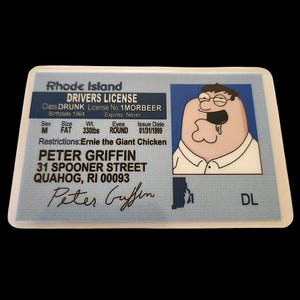 Rhode Island
DRIVERS LICENSE
Class DRUNK License No. 1MORBEER
Birthdate 1964 Expires Never
Sex Size Wt. Eyes Issue Date
M FAT 330lbs ROUND 01/31/1999
Restrictions: Ernie the Giant Chicken
PETER GRIFFIN
31 SPOONER STREET
QUAHOG, RI 00093
Peter Griffin
DL